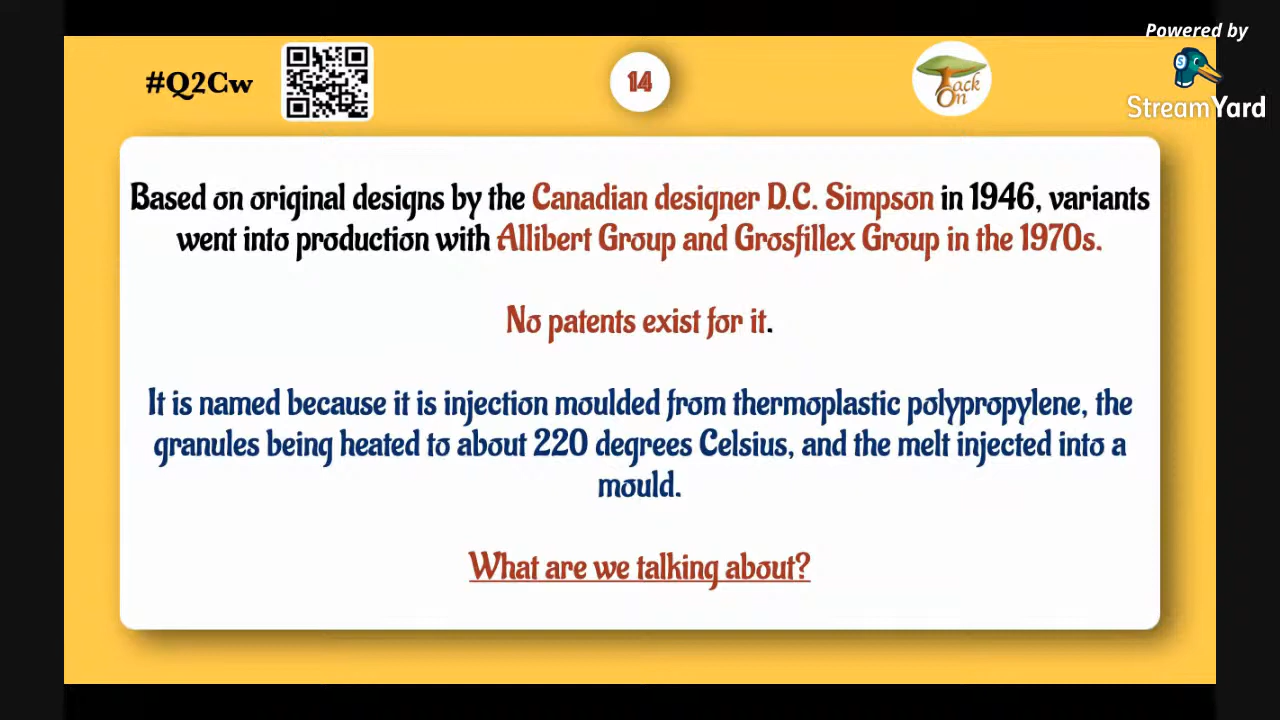 Powered by
#Q2Cw
14
Tack
On
StreamYard
Based on original designs by the Canadian designer D.C. Simpson in 1946, variants
went into production with Allibert Group and Grosfillex Group in the 1970s.
No patents exist for it.
It is named because it is injection moulded from thermoplastic polypropylene, the
granules being heated to about 220 degrees Celsius, and the melt injected into a
mould.
What are we talking about?